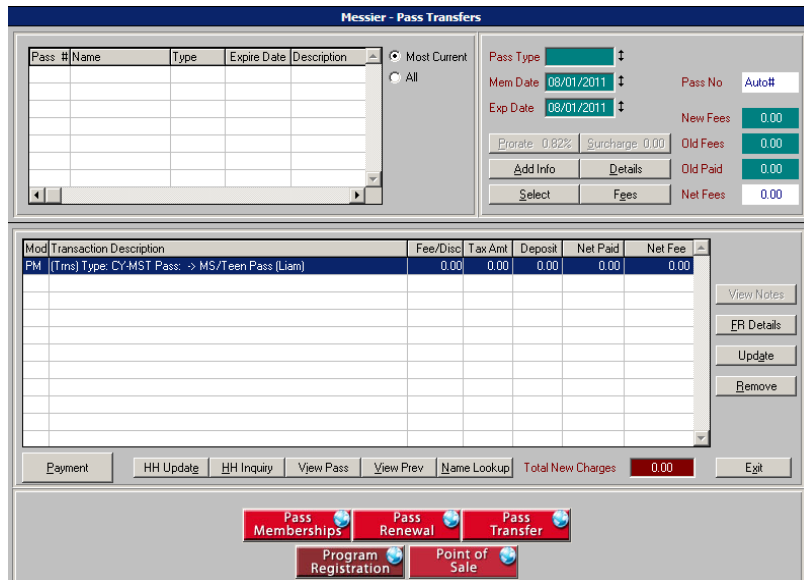 Messier - Pass Transfers
Pass # Name Type Expire Date Description
Most Current
All
Pass Type
Mem Date 08/01/2011
Exp Date 08/01/2011
Pass No Auto#
New Fees 0.00
Prorate 0.82% Surcharge 0.00 Old Fees 0.00
Add Info Details Old Paid 0.00
Select Fees Net Fees 0.00
Mod Transaction Description Fee/Disc Tax Amt Deposit Net Paid Net Fee
PM (Trns) Type: CY-MST Pass: -> MS/Teen Pass (Liam) 0.00 0.00 0.00 0.00 0.00
View Notes
FR Details
Update
Remove
Payment HH Update HH Inquiry View Pass View Prev Name Lookup Total New Charges 0.00 Exit
Pass Memberships
Pass Renewal
Pass Transfer
Program Registration
Point of Sale